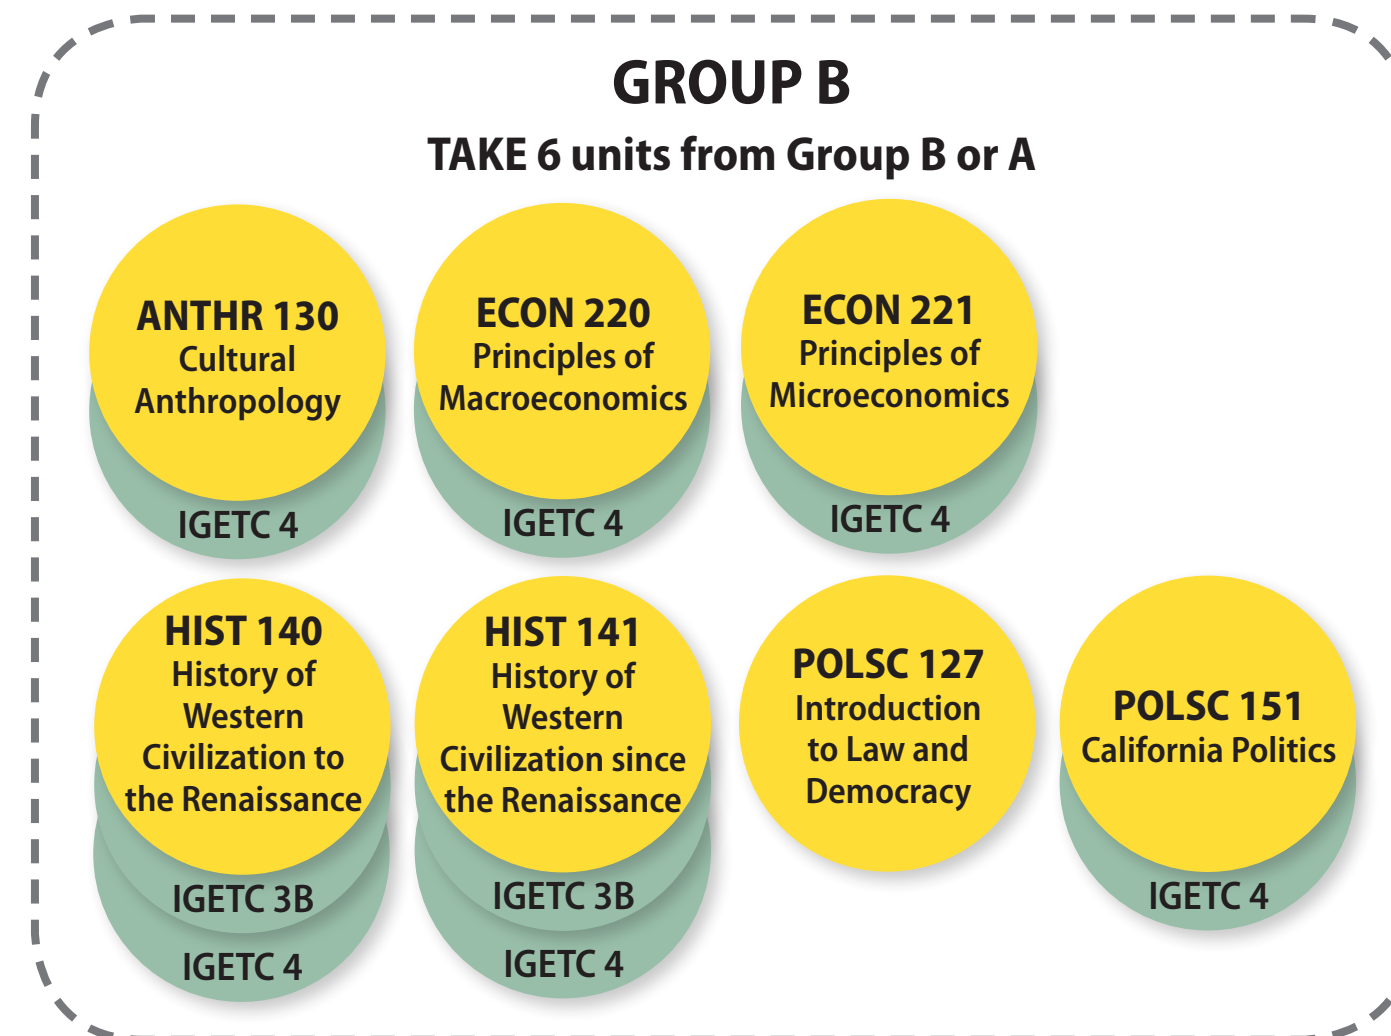 GROUP B
TAKE 6 units from Group B or A
ANTHR 130
Cultural
Anthropology
IGETC 4
ECON 220
Principles of
Macroeconomics
IGETC 4
ECON 221
Principles of
Microeconomics
IGETC 4
HIST 140
History of
Western
Civilization to
the Renaissance
IGETC 3B
IGETC 4
HIST 141
History of
Western
Civilization since
the Renaissance
IGETC 3B
IGETC 4
POLSC 127
Introduction
to Law and
Democracy
POLSC 151
California Politics
IGETC 4